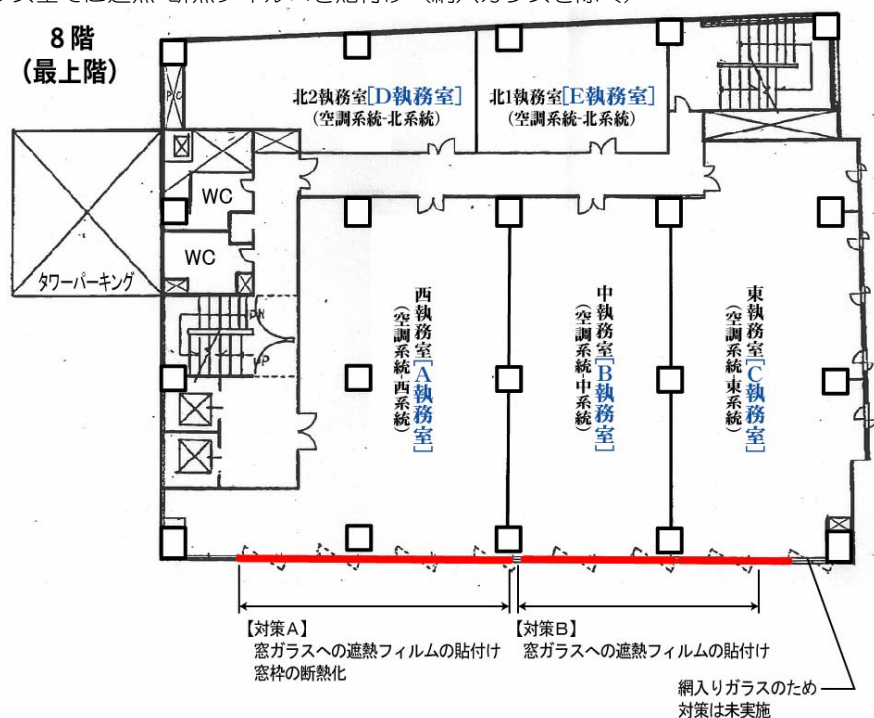 8階
(最上階)
北2執務室[D執務室]
(空調系統-北系統)
北1執務室[E執務室]
(空調系統-北系統)
PC
WC
WC
タワーパーキング
DN
UP
西執務室[A執務室]
(空調系統-西系統)
中執務室[B執務室]
(空調系統-中系統)
東執務室[C執務室]
(空調系統-東系統)
【対策A】
窓ガラスへの遮熱フィルムの貼付け
窓枠の断熱化
【対策B】
窓ガラスへの遮熱フィルムの貼付け
網入りガラスのため
対策は未実施